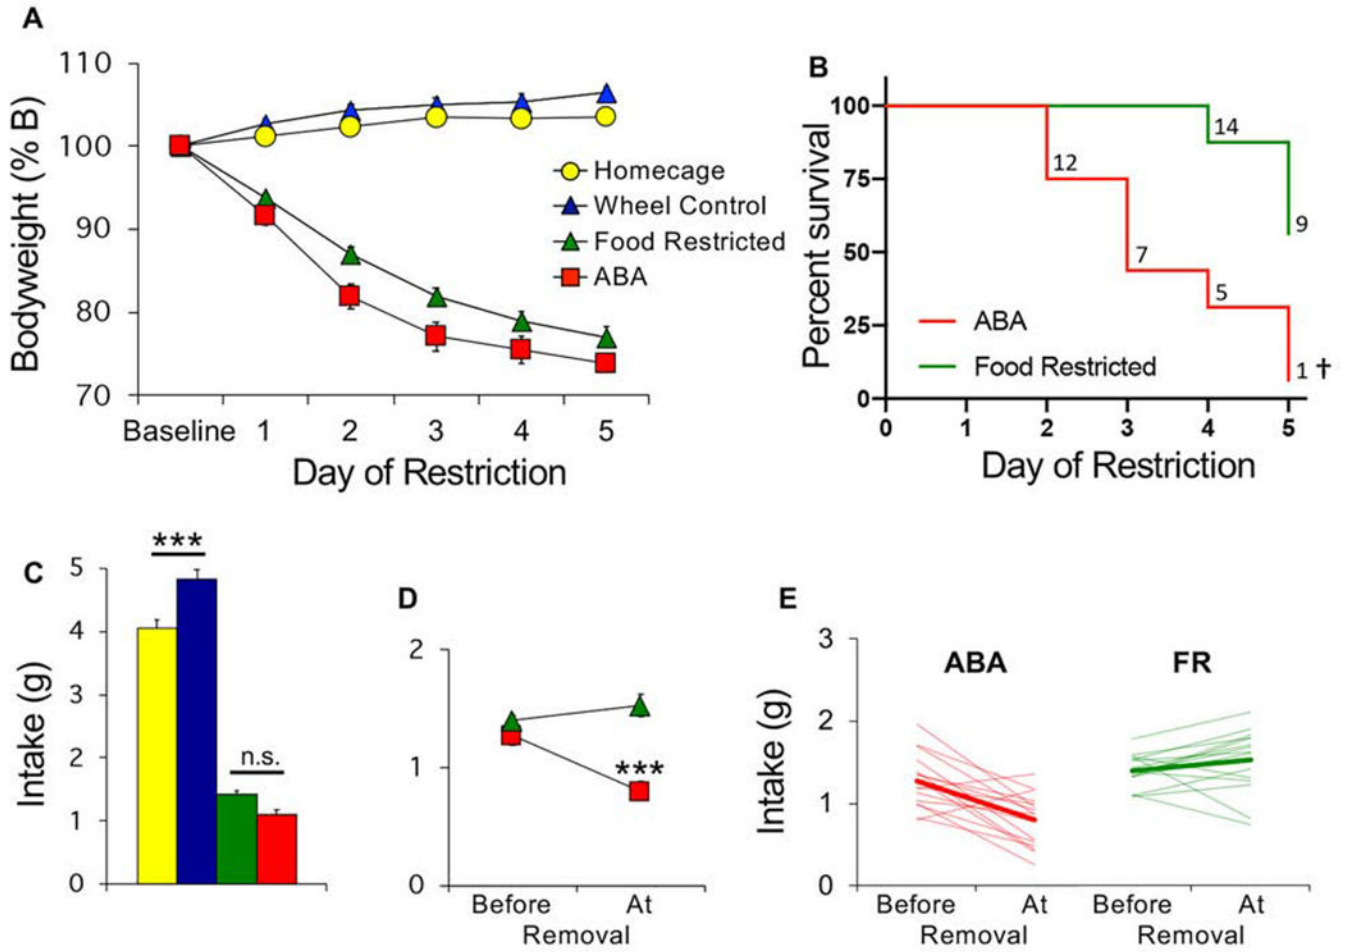 A
110
100
90
80
70
Bodyweight (% B)
Homecage
Wheel Control
Food Restricted
ABA
Baseline 1 2 3 4 5
Day of Restriction
B
100
75
50
25
0
Percent survival
12
7
5
1 †
14
9
ABA
Food Restricted
0 1 2 3 4 5
Day of Restriction
C
5
4
3
2
1
0
Intake (g)
***
n.s.
D
2
1
0
***
Before At
Removal
E
3
2
1
0
Intake (g)
ABA FR
Before At Before At
Removal Removal